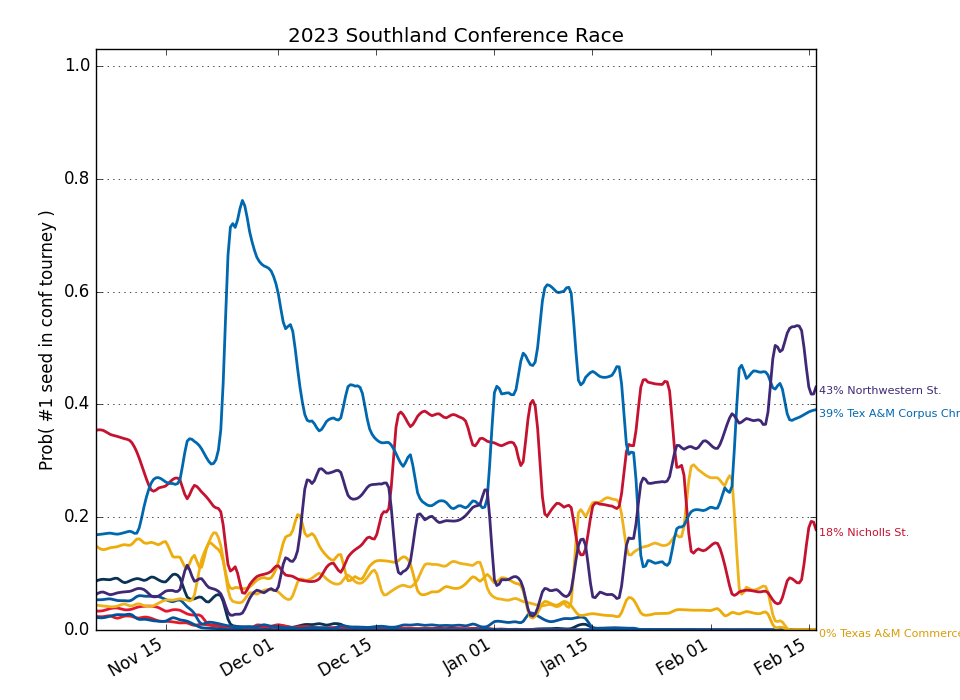 2023 Southland Conference Race
Prob( #1 seed in conf tourney )
1.0
0.8
0.6
0.4
0.2
0.0
Nov 15
Dec 01
Dec 15
Jan 01
Jan 15
Feb 01
Feb 15
43% Northwestern St.
39% Tex A&M Corpus Chr
18% Nicholls St.
0% Texas A&M Commerce